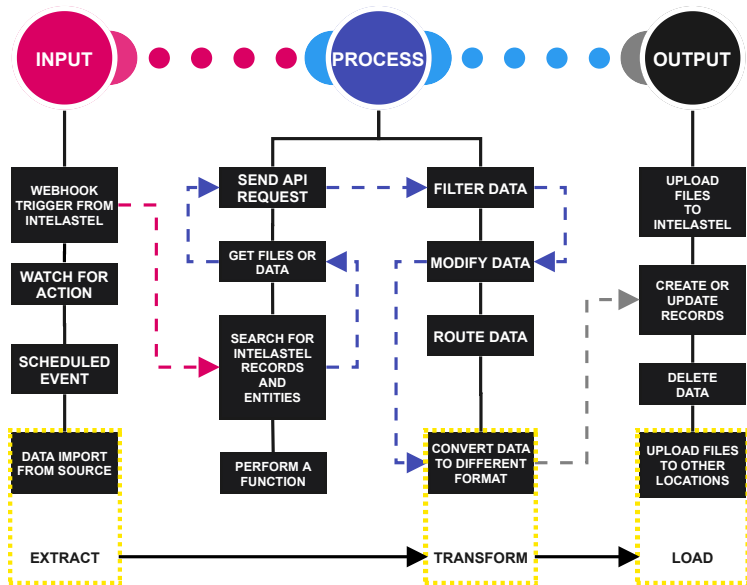 INPUT
PROCESS
OUTPUT
WEBHOOK
TRIGGER FROM
INTELASTEL
WATCH FOR
ACTION
SCHEDULED
EVENT
DATA IMPORT
FROM SOURCE
EXTRACT
SEND API
REQUEST
GET FILES OR
DATA
SEARCH FOR
INTELASTEL
RECORDS
AND
ENTITIES
PERFORM A
FUNCTION
FILTER DATA
MODIFY DATA
ROUTE DATA
CONVERT DATA
TO DIFFERENT
FORMAT
TRANSFORM
UPLOAD
FILES TO
INTELASTEL
CREATE OR
UPDATE
RECORDS
DELETE
DATA
UPLOAD FILES
TO OTHER
LOCATIONS
LOAD